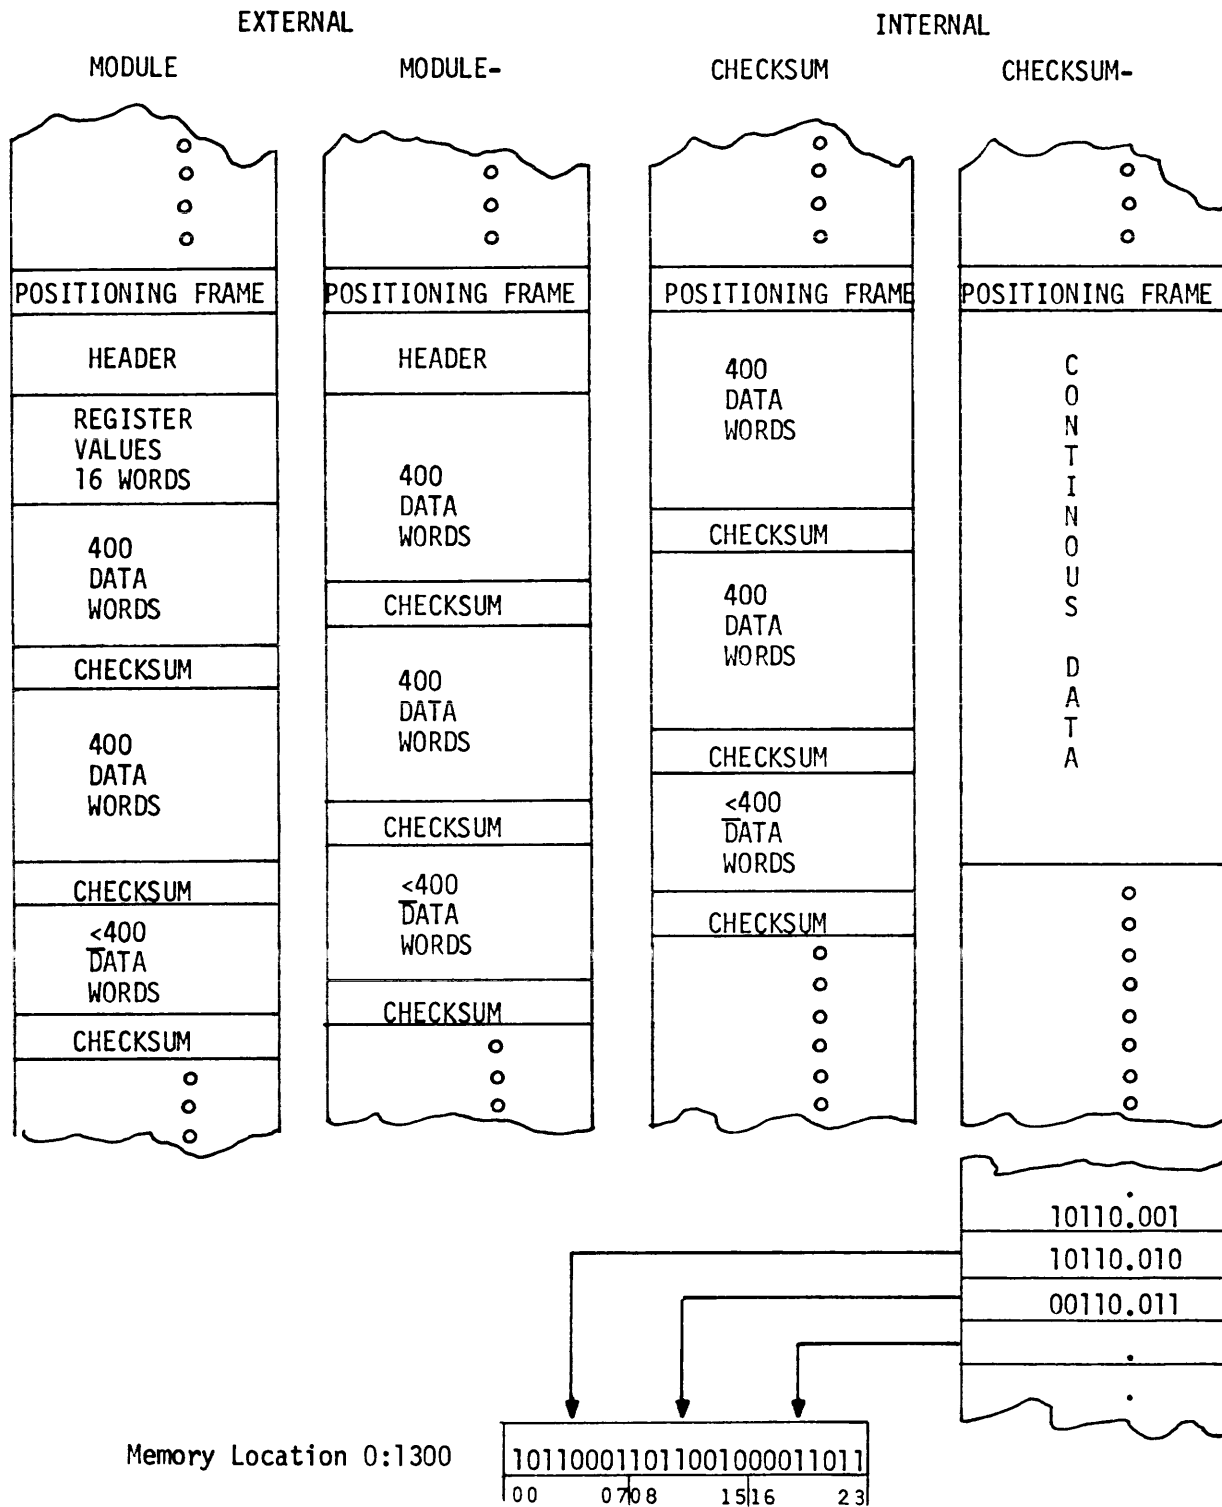 EXTERNAL
INTERNAL
MODULE
POSITIONING FRAME
HEADER
REGISTER
VALUES
16 WORDS
400
DATA
WORDS
CHECKSUM
400
DATA
WORDS
CHECKSUM
≤400
DATA
WORDS
CHECKSUM
MODULE-
POSITIONING FRAME
HEADER
400
DATA
WORDS
CHECKSUM
400
DATA
WORDS
CHECKSUM
≤400
DATA
WORDS
CHECKSUM
CHECKSUM
POSITIONING FRAME
400
DATA
WORDS
CHECKSUM
400
DATA
WORDS
CHECKSUM
≤400
DATA
WORDS
CHECKSUM
CHECKSUM-
POSITIONING FRAME
CONTINOUS DATA
10110.001
10110.010
00110.011
Memory Location 0:1300
101100011011001000011011
00 07 08 15 16 23